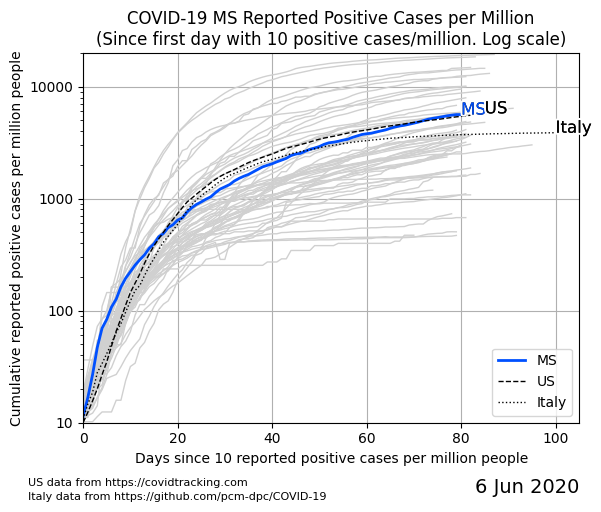 COVID-19 MS Reported Positive Cases per Million
(Since first day with 10 positive cases/million. Log scale)
Cumulative reported positive cases per million people
10000
1000
100
10
MS
US
Italy
MS
US
Italy
0 20 40 60 80 100
Days since 10 reported positive cases per million people
US data from https://covidtracking.com
Italy data from https://github.com/pcm-dpc/COVID-19
6 Jun 2020